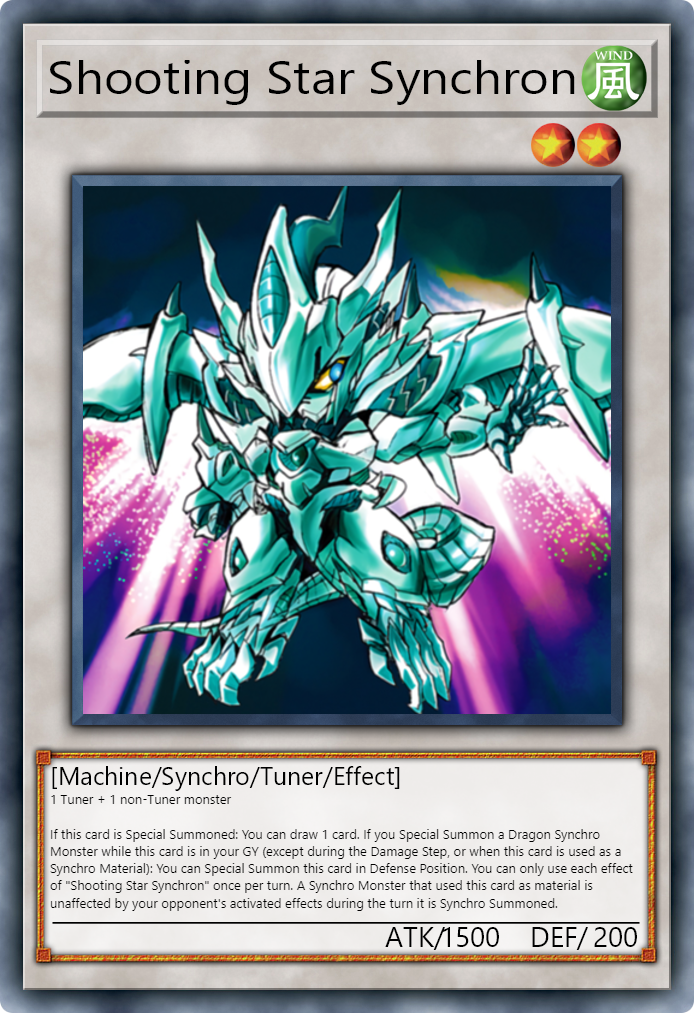 Shooting Star Synchron
WIND
風
[Machine/Synchro/Tuner/Effect]
1 Tuner + 1 non-Tuner monster
If this card is Special Summoned: You can draw 1 card. If you Special Summon a Dragon Synchro
Monster while this card is in your GY (except during the Damage Step, or when this card is used as a
Synchro Material): You can Special Summon this card in Defense Position. You can only use each effect
of "Shooting Star Synchron" once per turn. A Synchro Monster that used this card as material is
unaffected by your opponent's activated effects during the turn it is Synchro Summoned.
ATK/1500 DEF/ 200